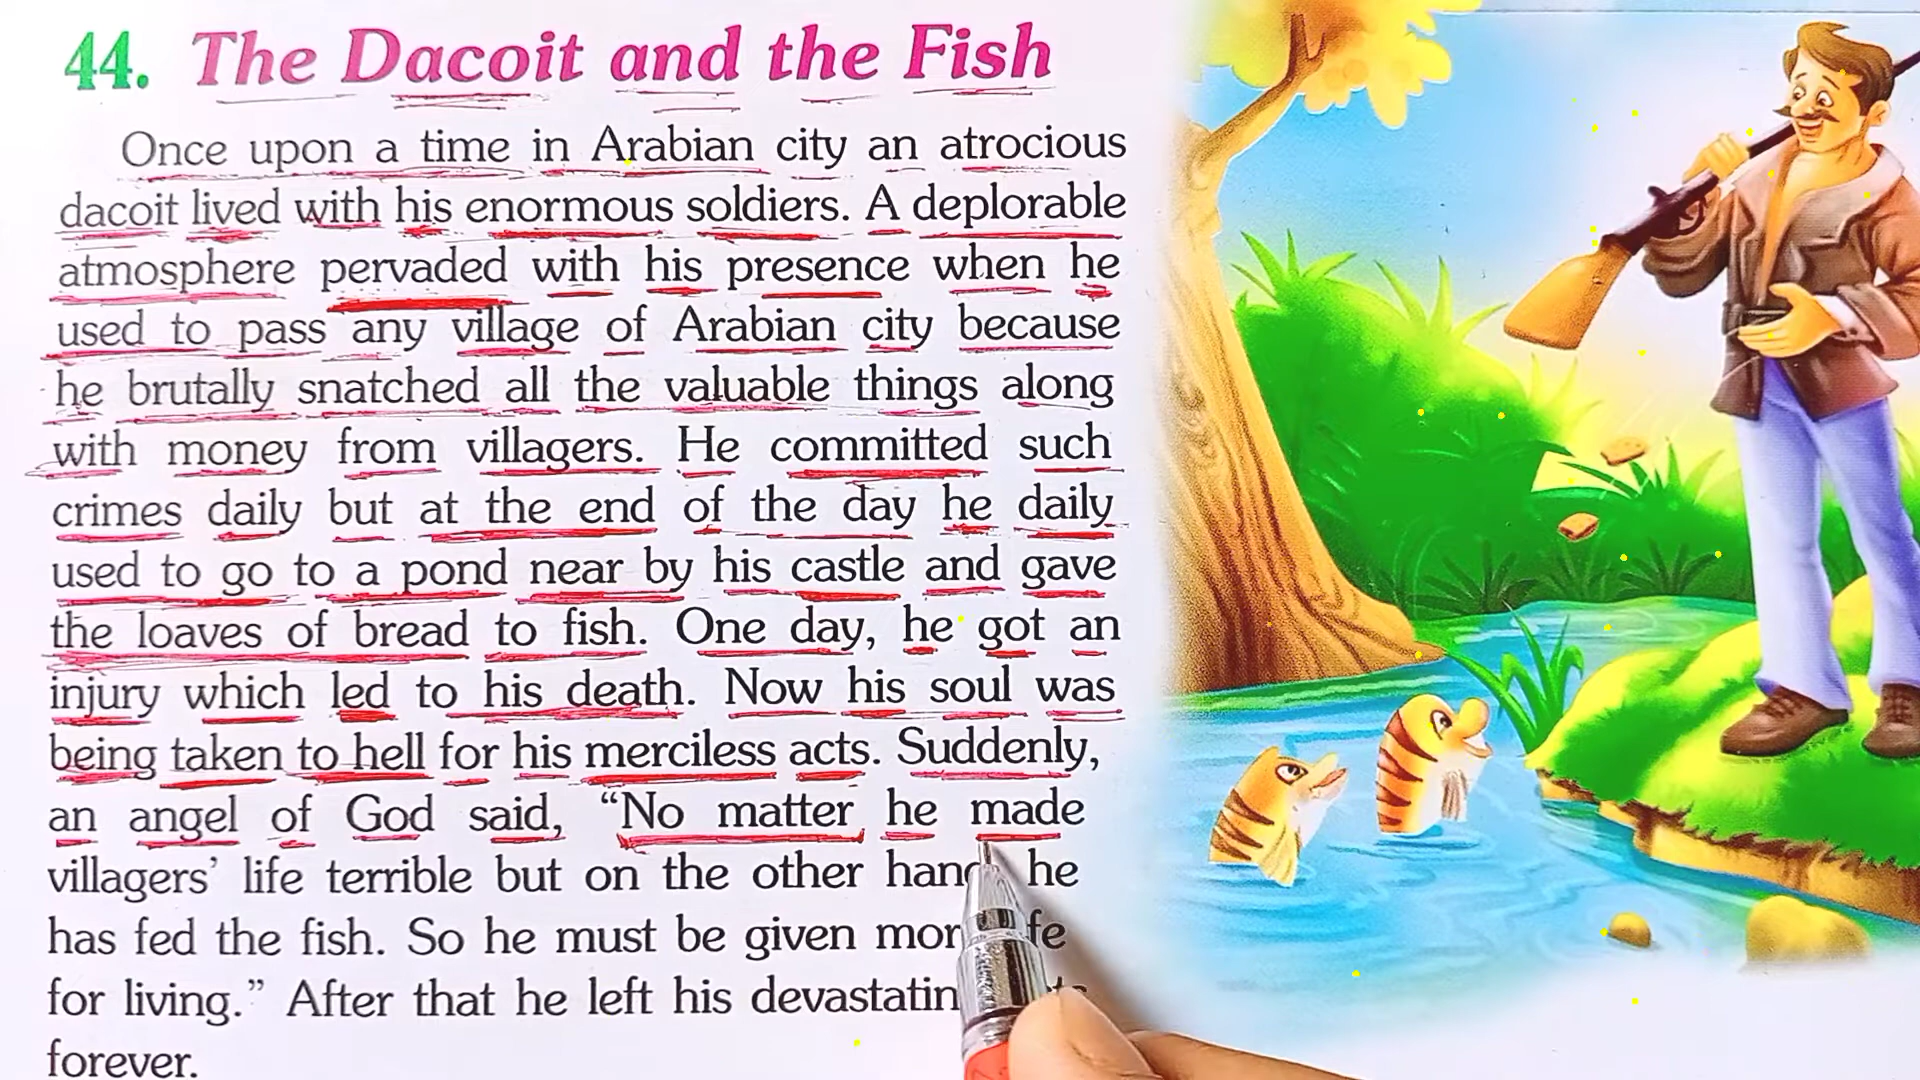 44. The Dacoit and the Fish
Once upon a time in Arabian city an atrocious
dacoit lived with his enormous soldiers. A deplorable
atmosphere pervaded with his presence when he
used to pass any village of Arabian city because
he brutally snatched all the valuable things along
with money from villagers. He committed such
crimes daily but at the end of the day he daily
used to go to a pond near by his castle and gave
the loaves of bread to fish. One day, he got an
injury which led to his death. Now his soul was
being taken to hell for his merciless acts. Suddenly,
an angel of God said, “No matter he made
villagers’ life terrible but on the other hand he
has fed the fish. So he must be given more life
for living.” After that he left his devastating
forever.